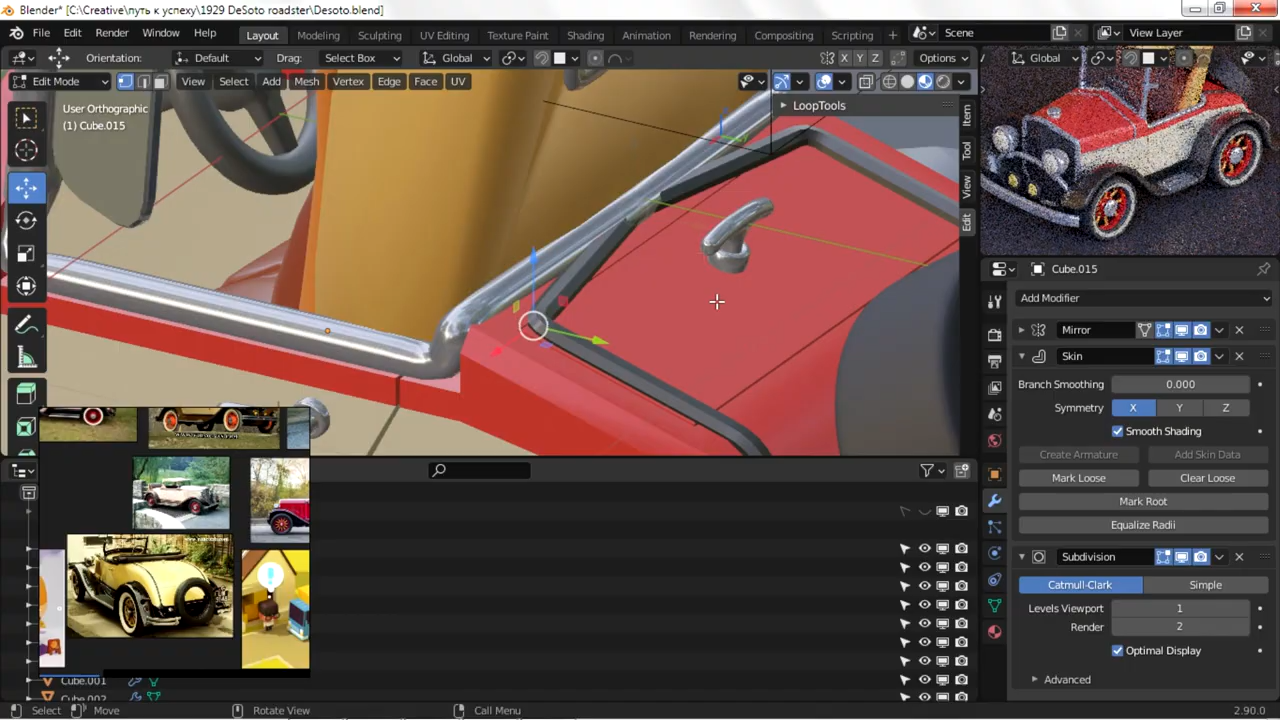 Blender* [C:\Creative\путь к успеху\1929 DeSoto roadster\Desoto.blend]
File Edit Render Window Help Layout Modeling Sculpting UV Editing Texture Paint Shading Animation Rendering Compositing Scripting Scene View Layer
Orientation: Default Drag: Select Box Global X Y Z Options Global
Edit Mode View Select Add Mesh Vertex Edge Face UV
User Orthographic
(1) Cube.015
LoopTools
Item
Tool
View
Edit
Cube.015
Add Modifier
Mirror
Skin
Branch Smoothing 0.000
Symmetry X Y Z
Smooth Shading
Create Armature Add Skin Data
Mark Loose Clear Loose
Mark Root
Equalize Radii
Subdivision
Catmull-Clark Simple
Levels Viewport 1
Render 2
Optimal Display
Advanced
Cube.001
Cube.002
Select Move Rotate View Call Menu 2.90.0